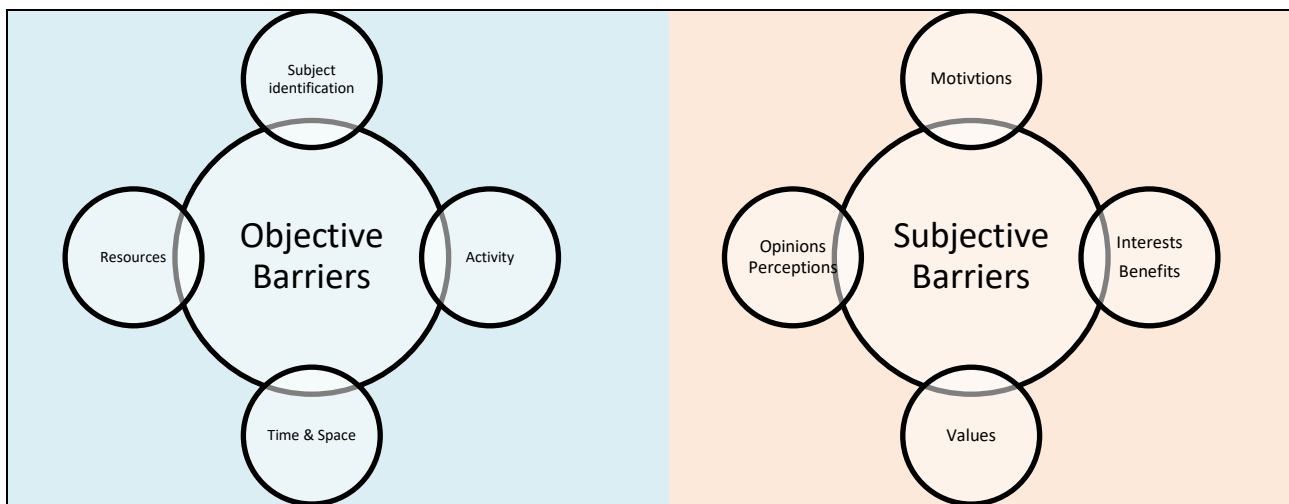 Subject
identification
Resources
Objective
Barriers
Activity
Time & Space
Motivtions
Opinions
Perceptions
Subjective
Barriers
Interests
Benefits
Values